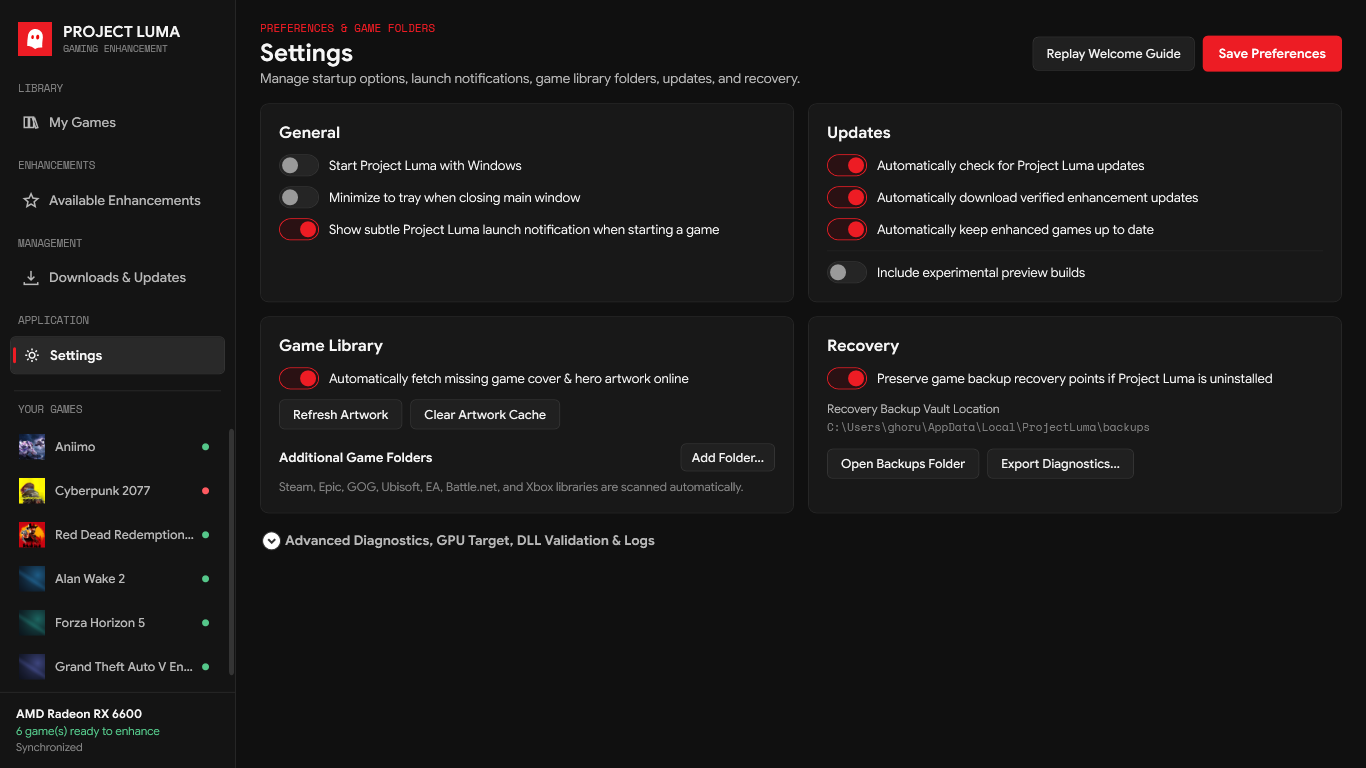 PROJECT LUMA
GAMING ENHANCEMENT
LIBRARY
My Games
ENHANCEMENTS
Available Enhancements
MANAGEMENT
Downloads & Updates
APPLICATION
Settings
YOUR GAMES
Aniimo
Cyberpunk 2077
Red Dead Redemption...
Alan Wake 2
Forza Horizon 5
Grand Theft Auto V En...
AMD Radeon RX 6600
6 game(s) ready to enhance
Synchronized
PREFERENCES & GAME FOLDERS
Settings
Manage startup options, launch notifications, game library folders, updates, and recovery.
Replay Welcome Guide
Save Preferences
General
Start Project Luma with Windows
Minimize to tray when closing main window
Show subtle Project Luma launch notification when starting a game
Updates
Automatically check for Project Luma updates
Automatically download verified enhancement updates
Automatically keep enhanced games up to date
Include experimental preview builds
Game Library
Automatically fetch missing game cover & hero artwork online
Refresh Artwork
Clear Artwork Cache
Additional Game Folders
Add Folder...
Steam, Epic, GOG, Ubisoft, EA, Battle.net, and Xbox libraries are scanned automatically.
Recovery
Preserve game backup recovery points if Project Luma is uninstalled
Recovery Backup Vault Location
C:\Users\ghoru\AppData\Local\ProjectLuma\backups
Open Backups Folder
Export Diagnostics...
Advanced Diagnostics, GPU Target, DLL Validation & Logs